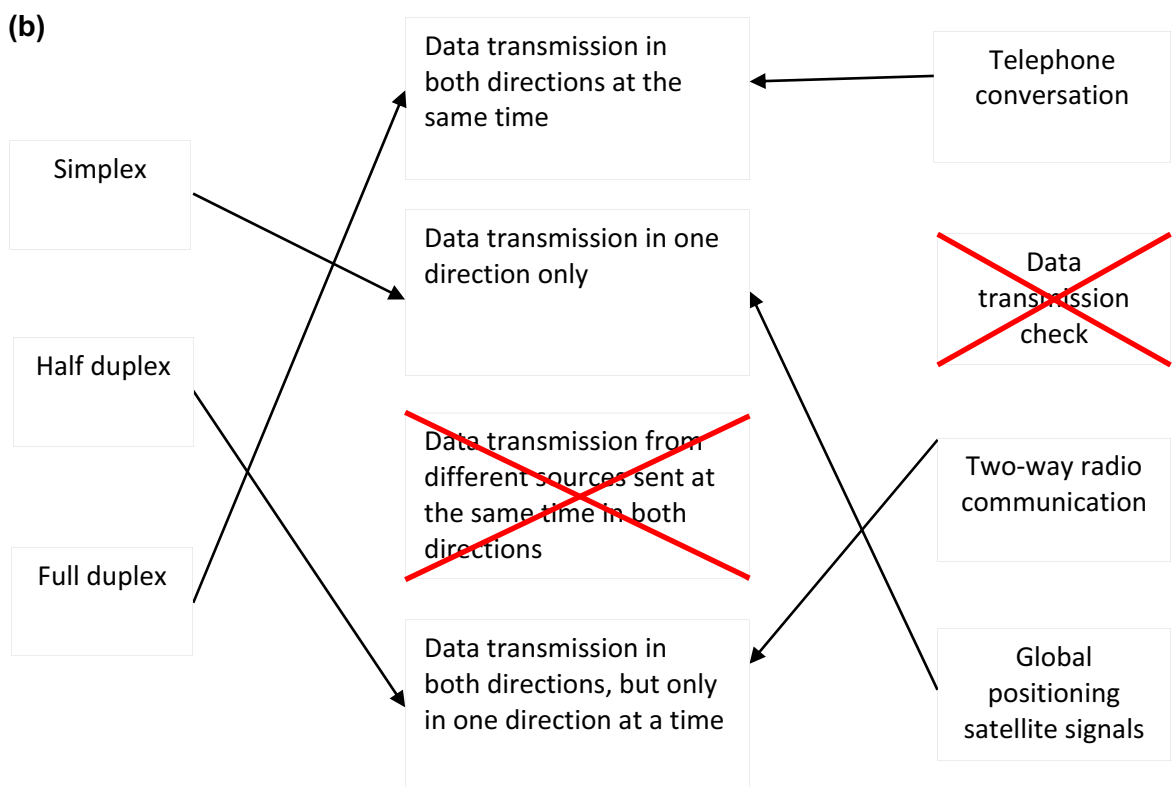 (b)
Simplex
Half duplex
Full duplex
Data transmission in
both directions at the
same time
Data transmission in one
direction only
Data transmission from
different sources sent at
the same time in both
directions
Data transmission in
both directions, but only
in one direction at a time
Telephone
conversation
Data
transmission
check
Two-way radio
communication
Global
positioning
satellite signals